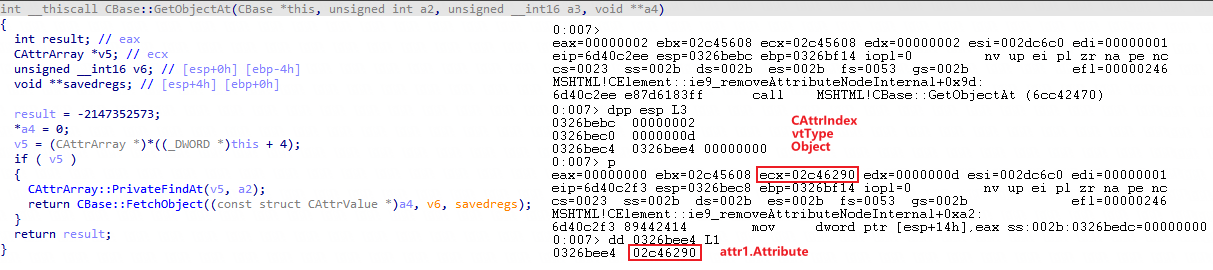 int __thiscall CBase::GetObjectAt(CBase *this, unsigned int a2, unsigned __int16 a3, void **a4)
{
int result; // eax
CAttrArray *v5; // ecx
unsigned __int16 v6; // [esp+0h] [ebp-4h]
void **savedregs; // [esp+4h] [ebp+0h]
result = -2147352573;
*a4 = 0;
v5 = (CAttrArray *)*((_DWORD *)this + 4);
if ( v5 )
{
CAttrArray::PrivateFindAt(v5, a2);
return CBase::FetchObject((const struct CAttrValue *)a4, v6, savedregs);
}
return result;
}
0:007>
eax=00000002 ebx=02c45608 ecx=02c45608 edx=00000002 esi=002dc6c0 edi=00000001
eip=6d40c2ee esp=0326bebc ebp=0326bf14 iopl=0 nv up ei pl zr na pe nc
cs=0023 ss=002b ds=002b es=002b fs=0053 gs=002b efl=00000246
MSHTML!CElement::ie9_removeAttributeNodeInternal+0x9d:
6d40c2ee e87d6183ff call MSHTML!CBase::GetObjectAt (6cc42470)
0:007> dpp esp L3
0326bebc 00000002 CAttrIndex
0326bec0 0000000d vtType
0326bec4 0326bee4 00000000 Object
0:007> p
eax=00000000 ebx=02c45608 ecx=02c46290 edx=0000000d esi=002dc6c0 edi=00000001
eip=6d40c2f3 esp=0326bec8 ebp=0326bf14 iopl=0 nv up ei pl zr na pe nc
cs=0023 ss=002b ds=002b es=002b fs=0053 gs=002b efl=00000246
MSHTML!CElement::ie9_removeAttributeNodeInternal+0xa2:
6d40c2f3 89442414 mov dword ptr [esp+14h],eax ss:002b:0326bedc=00000000
0:007> dd 0326bee4 L1
0326bee4 02c46290 attr1.Attribute